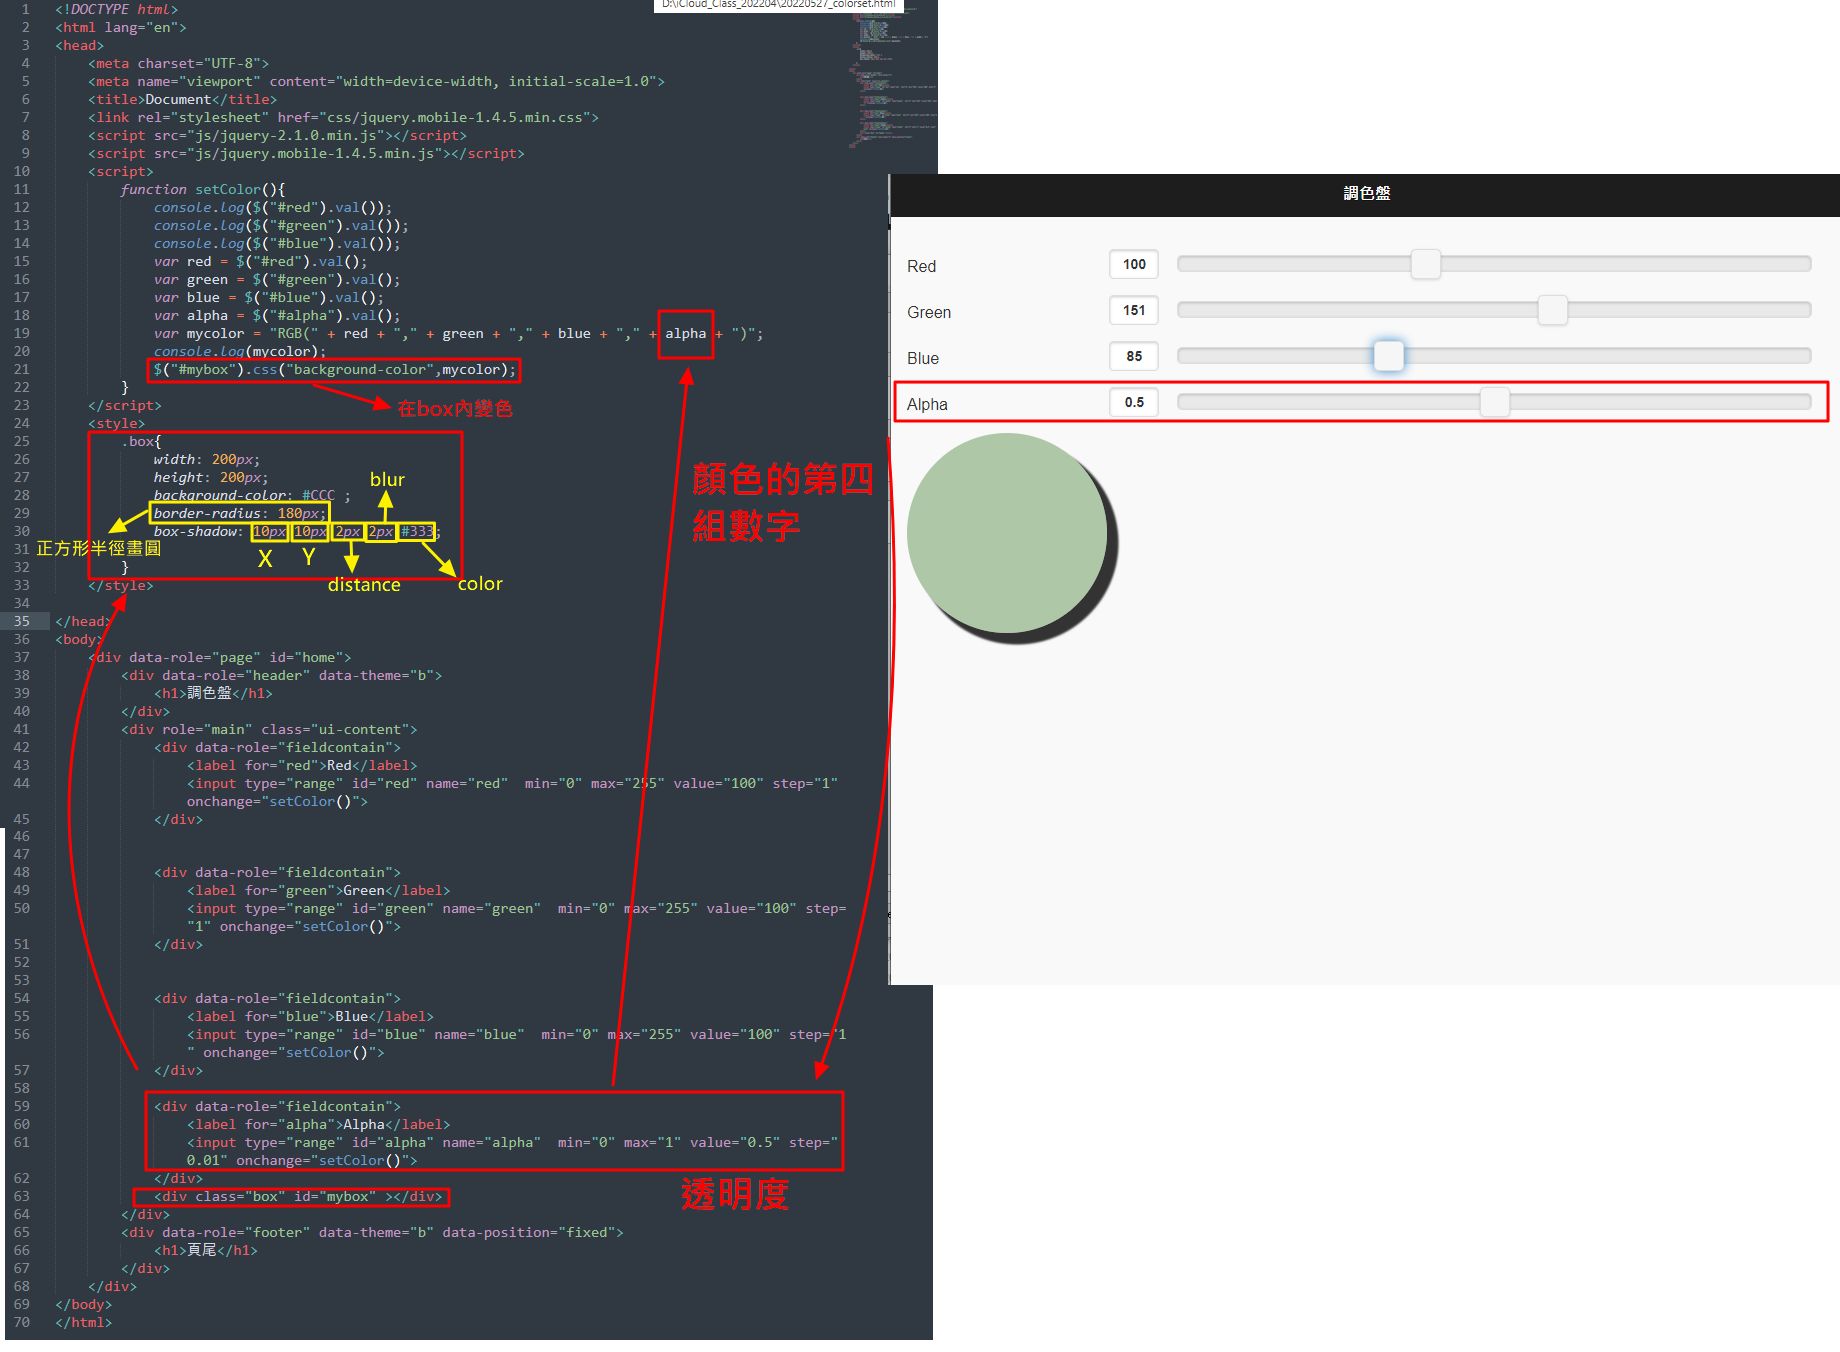 D:\iCloud_Class_202204\20220527_colorset.html
1 <!DOCTYPE html>
2 <html lang="en">
3 <head>
4 <meta charset="UTF-8">
5 <meta name="viewport" content="width=device-width, initial-scale=1.0">
6 <title>Document</title>
7 <link rel="stylesheet" href="css/jquery.mobile-1.4.5.min.css">
8 <script src="js/jquery-2.1.0.min.js"></script>
9 <script src="js/jquery.mobile-1.4.5.min.js"></script>
10 <script>
11 function setColor(){
12 console.log($("#red").val());
13 console.log($("#green").val());
14 console.log($("#blue").val());
15 var red = $("#red").val();
16 var green = $("#green").val();
17 var blue = $("#blue").val();
18 var alpha = $("#alpha").val();
19 var mycolor = "RGB(" + red + "," + green + "," + blue + "," + alpha + ")";
20 console.log(mycolor);
21 $("#mybox").css("background-color",mycolor);
22 }
在box內變色
23 </script>
24 <style>
25 .box{
26 width: 200px;
27 height: 200px;
blur
28 background-color: #CCC ;
29 border-radius: 180px;
30 box-shadow: 10px 10px 2px 2px #333;
31
正方形半徑畫圓
X Y
32 }
distance
color
33 </style>
34
35 </head>
36 <body>
37 <div data-role="page" id="home">
38 <div data-role="header" data-theme="b">
39 <h1>調色盤</h1>
40 </div>
41 <div role="main" class="ui-content">
42 <div data-role="fieldcontain">
43 <label for="red">Red</label>
44 <input type="range" id="red" name="red"  min="0" max="255" value="100" step="1"
onchange="setColor()">
45 </div>
46
47
48 <div data-role="fieldcontain">
49 <label for="green">Green</label>
50 <input type="range" id="green" name="green"  min="0" max="255" value="100" step=
"1" onchange="setColor()">
51 </div>
52
53
54 <div data-role="fieldcontain">
55 <label for="blue">Blue</label>
56 <input type="range" id="blue" name="blue"  min="0" max="255" value="100" step="1
" onchange="setColor()">
57 </div>
58
59 <div data-role="fieldcontain">
60 <label for="alpha">Alpha</label>
61 <input type="range" id="alpha" name="alpha"  min="0" max="1" value="0.5" step="
0.01" onchange="setColor()">
62 </div>
63 <div class="box" id="mybox" ></div>
64 </div>
65 <div data-role="footer" data-theme="b" data-position="fixed">
66 <h1>頁尾</h1>
67 </div>
68 </div>
69 </body>
70 </html>
顏色的第四
組數字
透明度
調色盤
Red 100
Green 151
Blue 85
Alpha 0.5